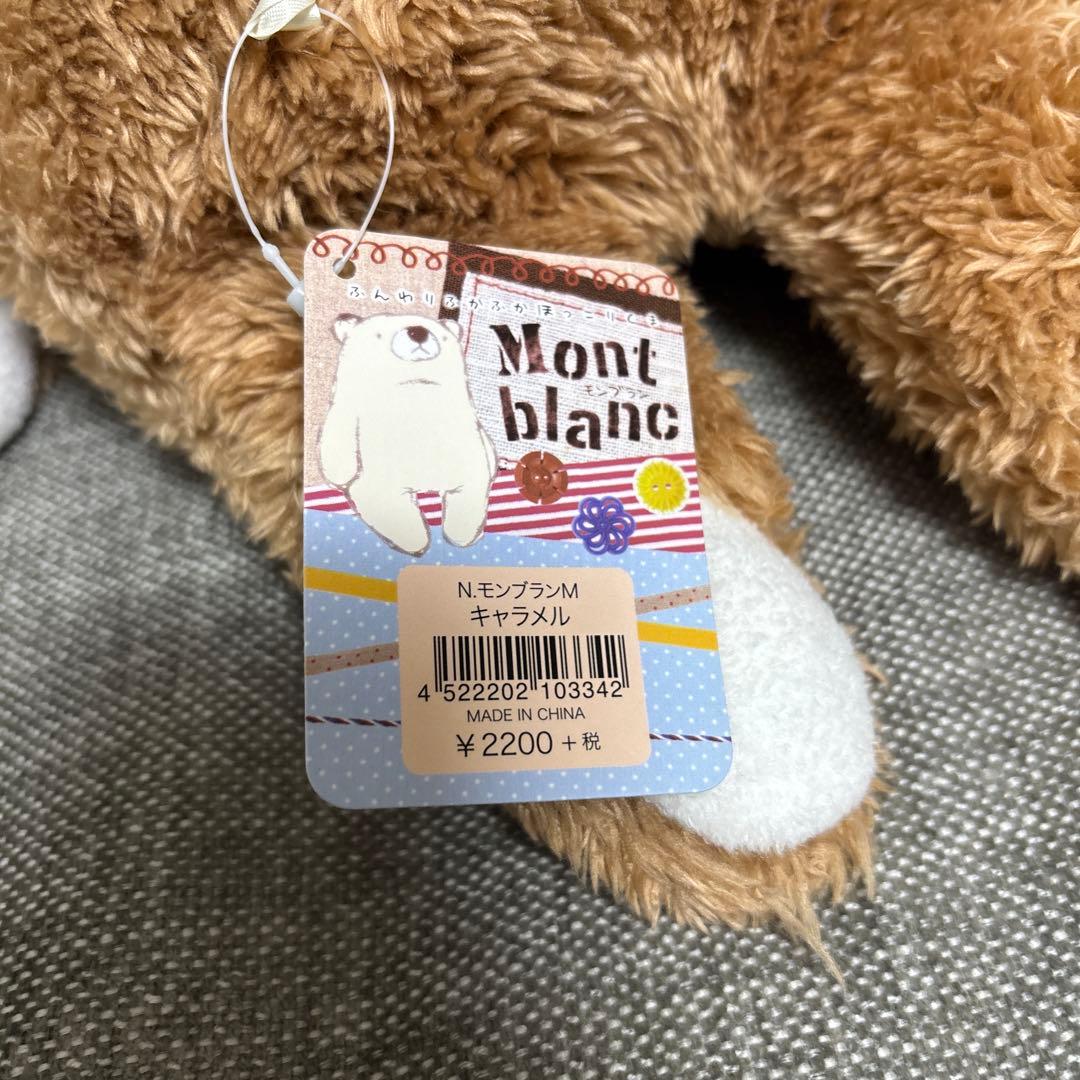 ふんわりふかふかほっこりくま
Mont
モンブラン
blanc
N.モンブランM
キャラメル
4 522202 103342
MADE IN CHINA
￥2200 +税